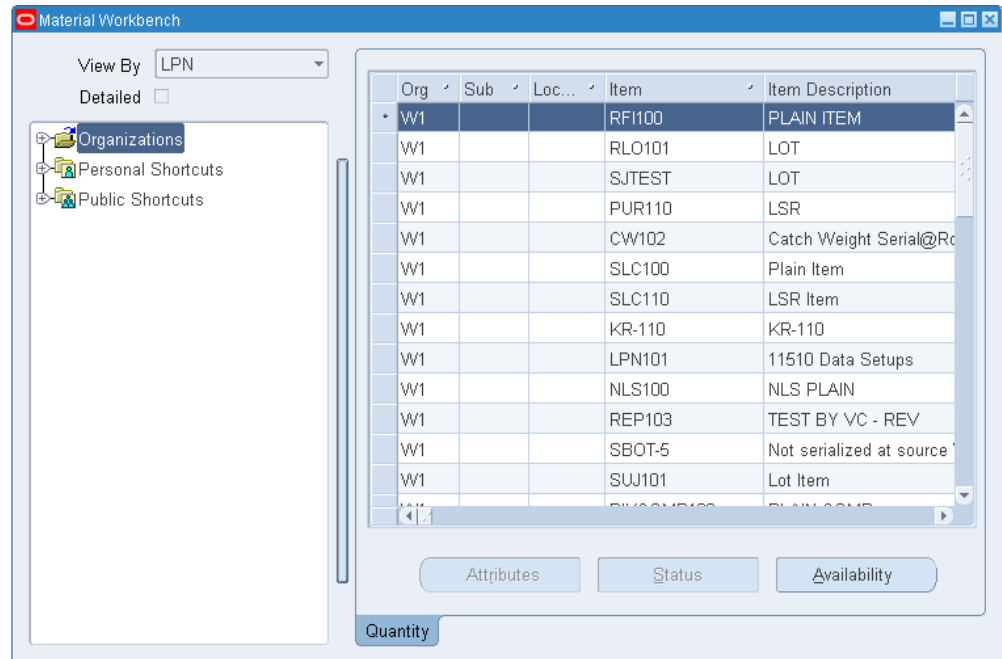 Material Workbench
View By LPN
Detailed
Organizations
Personal Shortcuts
Public Shortcuts
Org Sub Loc... Item Item Description
W1 RFI100 PLAIN ITEM
W1 RLO101 LOT
W1 SJTEST LOT
W1 PUR110 LSR
W1 CW102 Catch Weight Serial@Ro
W1 SLC100 Plain Item
W1 SLC110 LSR Item
W1 KR-110 KR-110
W1 LPN101 11510 Data Setups
W1 NLS100 NLS PLAIN
W1 REP103 TEST BY VC - REV
W1 SBOT-5 Not serialized at source '
W1 SUJ101 Lot Item
Attributes Status Availability
Quantity